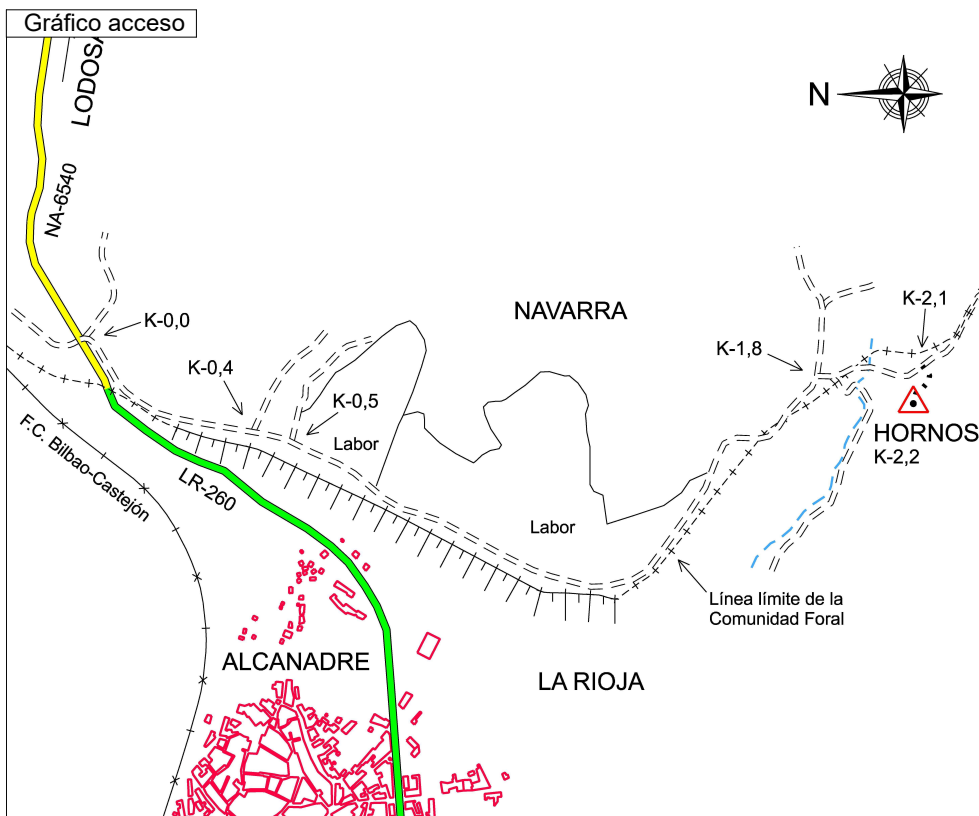 Gráfico acceso
LODOSA
NA-6540
N
K-0,0
NAVARRA
K-2,1
K-1,8
K-0,4
K-0,5
Labor
HORNOS
K-2,2
F.C. Bilbao-Castejón
LR-260
Labor
Línea límite de la
Comunidad Foral
ALCANADRE
LA RIOJA